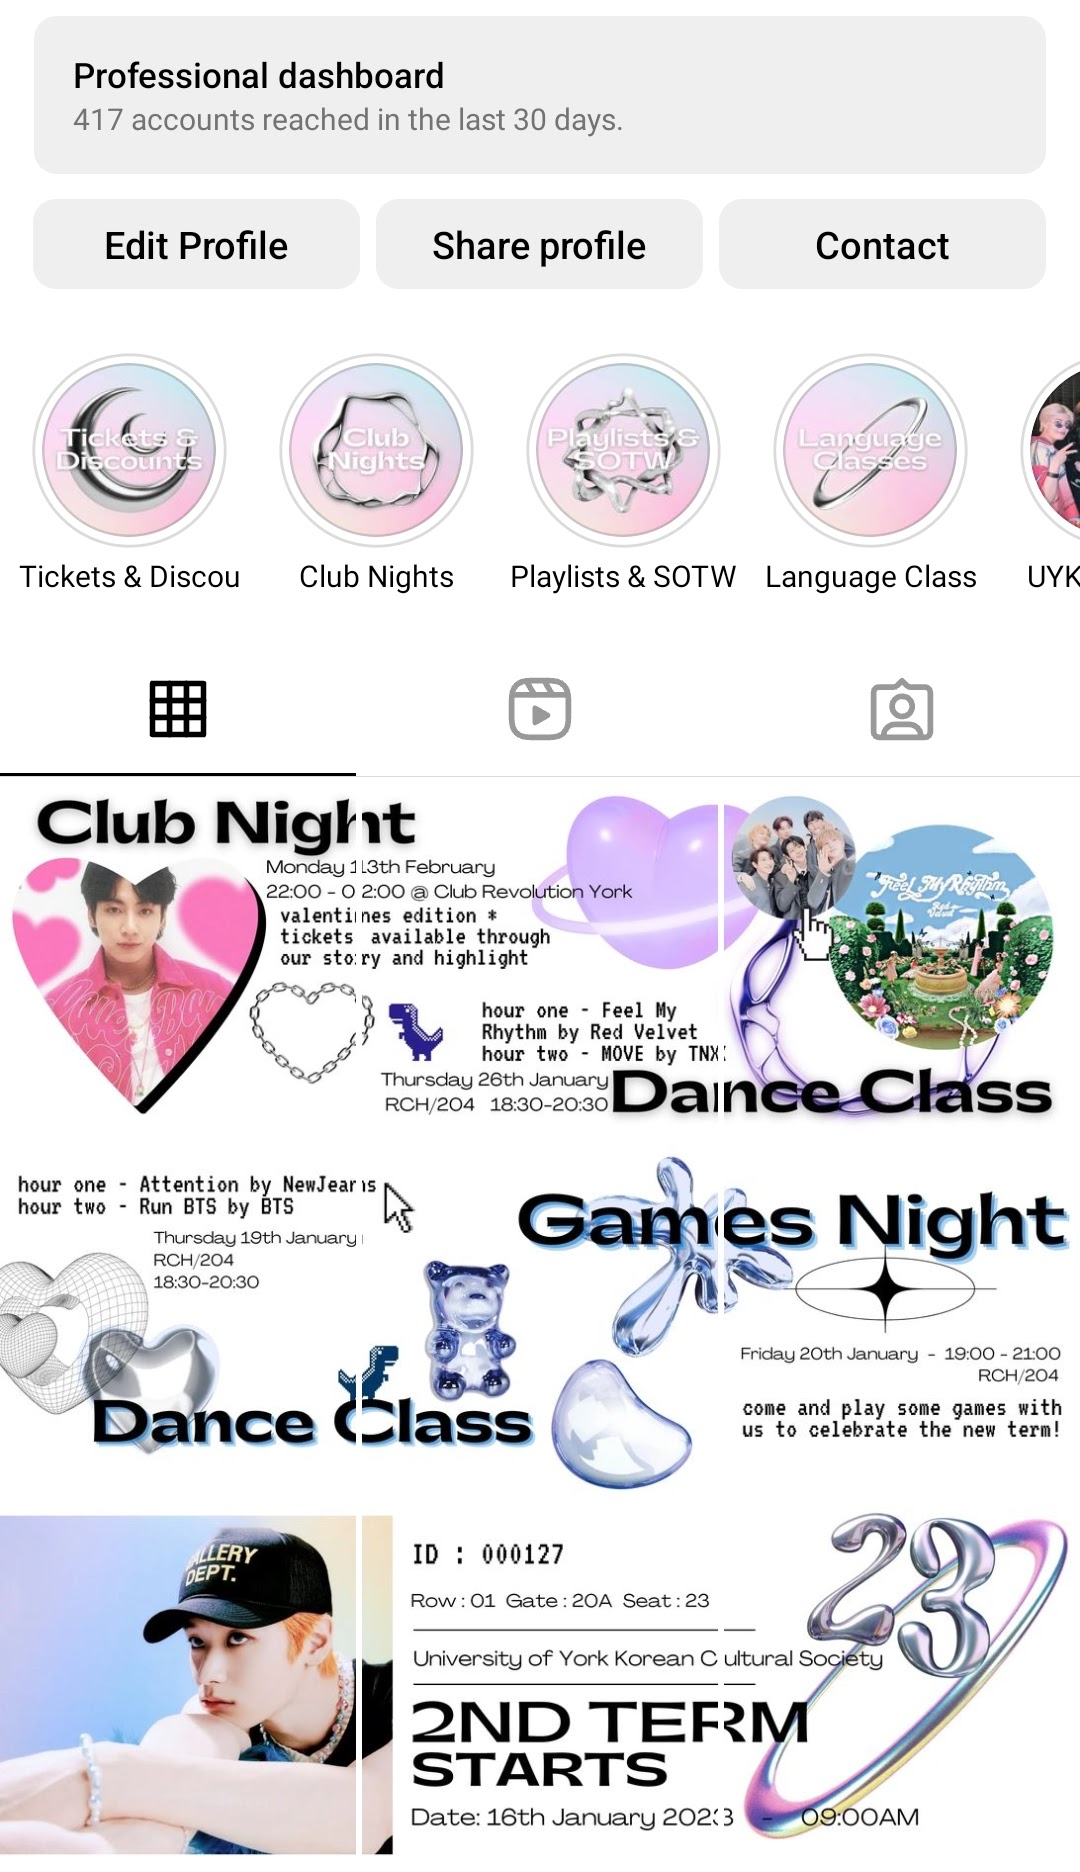 Professional dashboard
417 accounts reached in the last 30 days.
Edit Profile
Share profile
Contact
Tickets &
Discounts
Club
Nights
Playlists &
SOTW
Language
Classes
Tickets & Discou
Club Nights
Playlists & SOTW
Language Class
UYK
Club Night
Monday 13th February
22:00 - 02:00 @ Club Revolution York
valentines edition *
tickets available through
our story and highlight
Feel My Rhythm
Red Velvet
hour one - Feel My
Rhythm by Red Velvet
hour two - MOVE by TNX
Thursday 26th January
RCH/204 18:30-20:30
Dance Class
hour one - Attention by NewJeans
hour two - Run BTS by BTS
Thursday 19th January
RCH/204
18:30-20:30
Dance Class
Games Night
Friday 20th January - 19:00 - 21:00
RCH/204
come and play some games with
us to celebrate the new term!
GALLERY
DEPT.
ID : 000127
Row : 01 Gate : 20A Seat : 23
University of York Korean Cultural Society
2ND TERM
STARTS
Date: 16th January 2023 - 09:00AM
23